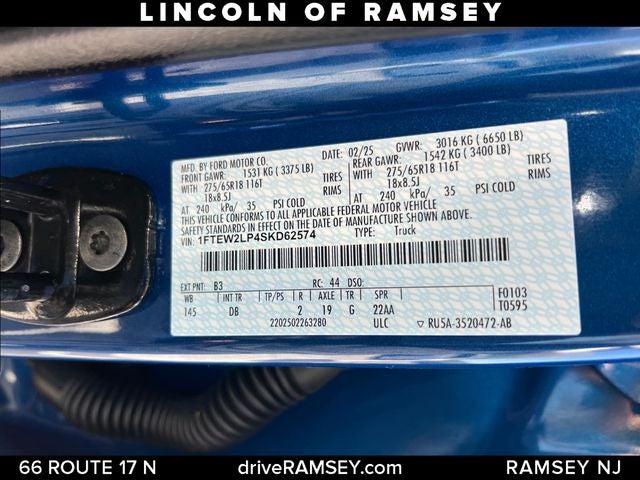 LINCOLN OF RAMSEY
MFD. BY FORD MOTOR CO. 02/25 GVWR: 3016 KG ( 6650 LB)
FRONT GAWR: 1531 KG ( 3375 LB) REAR GAWR: 1542 KG ( 3400 LB)
WITH 275/65R18 116T TIRES WITH 275/65R18 116T TIRES
18x8.5J RIMS 18x8.5J RIMS
AT 240 kPa/ 35 PSI COLD AT 240 kPa/ 35 PSI COLD
THIS VEHICLE CONFORMS TO ALL APPLICABLE FEDERAL MOTOR VEHICLE
SAFETY STANDARDS IN EFFECT ON THE DATE OF MANUFACTURE SHOWN ABOVE.
VIN: 1FTEW2LP4SKD62574 TYPE: Truck
EXT PNT: B3 RC: 44 DSO:
WB INT TR TP/PS R AXLE TR SPR F0103
145 DB 2 19 G 22AA T0595
2202502263280 ULC ▽ RU5A-3520472-AB
66 ROUTE 17 N driveRAMSEY.com RAMSEY NJ